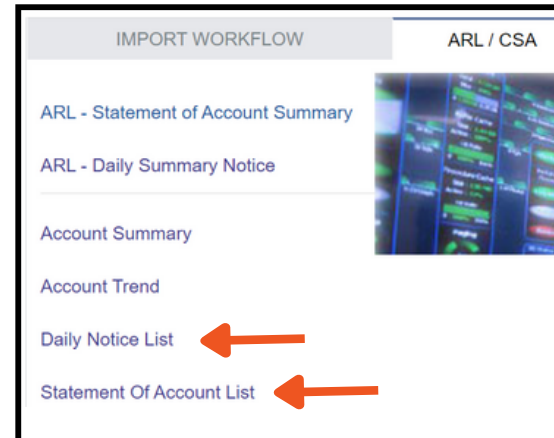 IMPORT WORKFLOW
ARL / CSA
ARL - Statement of Account Summary
ARL - Daily Summary Notice
Account Summary
Account Trend
Daily Notice List
Statement Of Account List